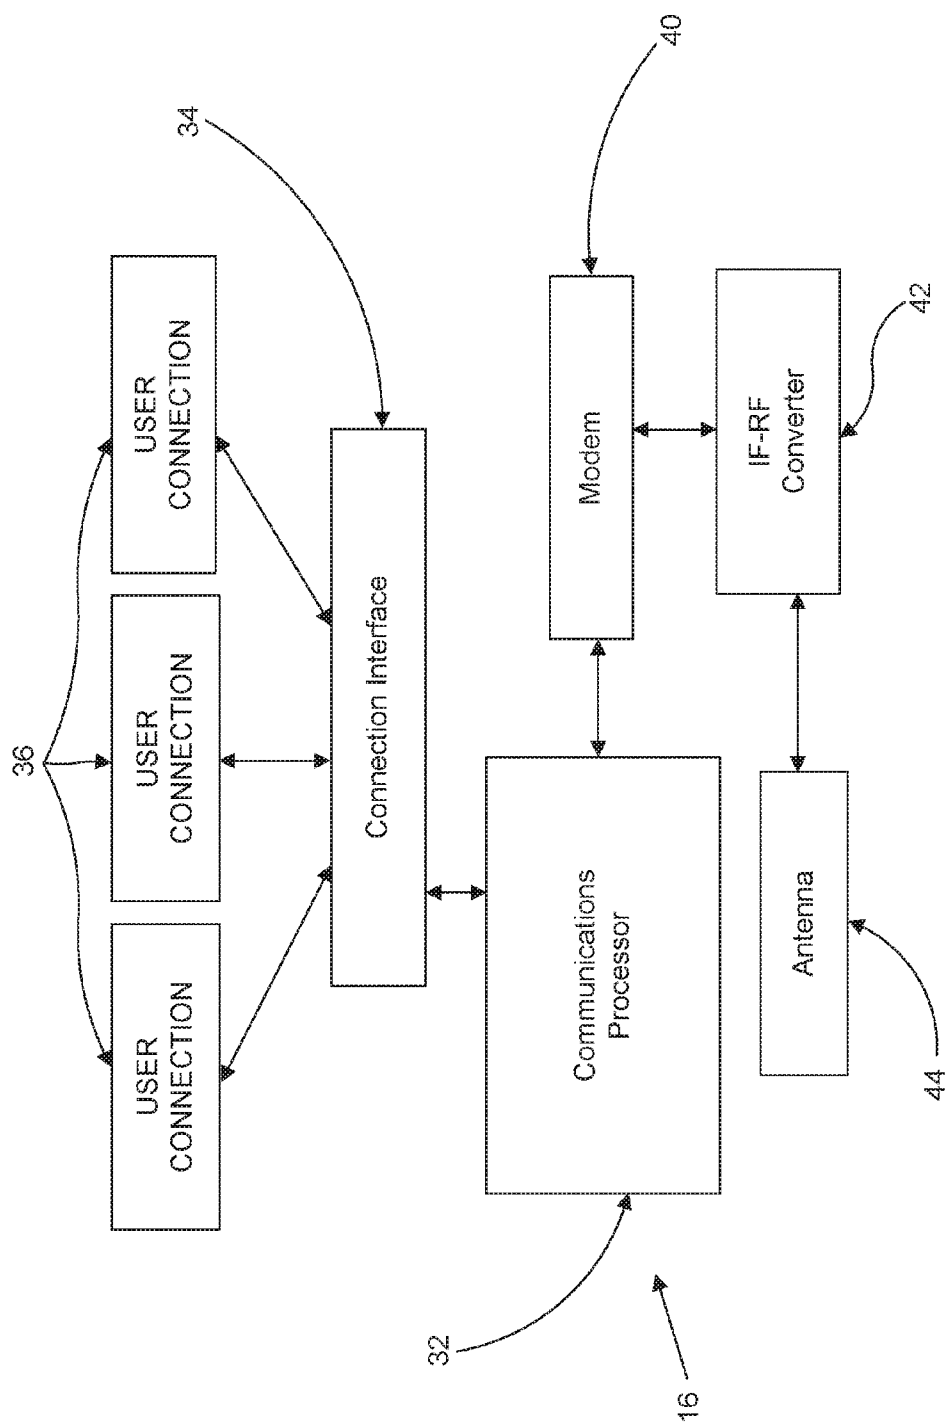 36
USER
CONNECTION
USER
CONNECTION
USER
CONNECTION
34
Connection Interface
32
Communications
Processor
Modem
40
16
44
Antenna
IF-RF
Converter
42